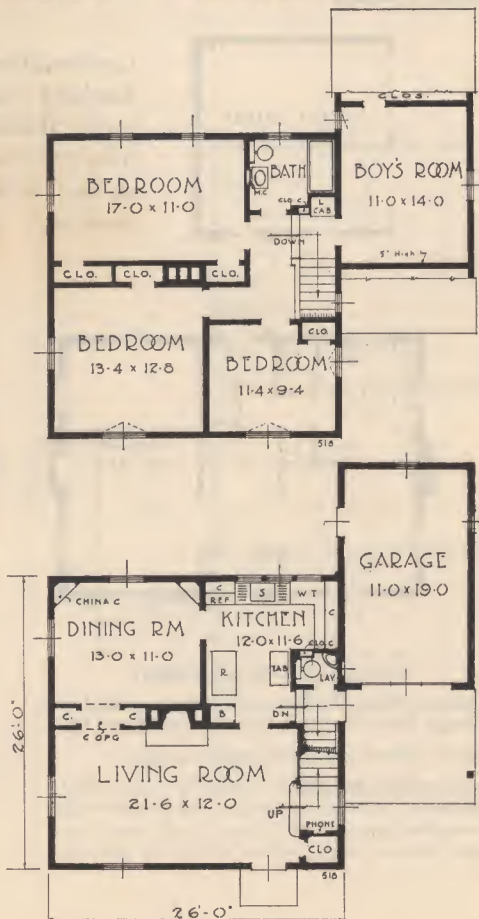 CLOS.
BEDROOM
17-0 x 11-0
BATH
M.C.
CLO. C.
L
CAB.
BOY'S ROOM
11-0 x 14-0
5' High
DOWN
CLO.
CLO.
CLO.
BEDROOM
13-4 x 12-8
CLO.
BEDROOM
11-4 x 9-4
518
GARAGE
11-0 x 19-0
CHINA C
DINING RM
13-0 x 11-0
C
REF
S
W T
C
KITCHEN
12-0 x 11-6
CLO. C
R
TAB
LAV.
C.
C
C OPG
B
DN
LIVING ROOM
21-6 x 12-0
UP
PHONE
CLO
518
26'-0"
26'-0"